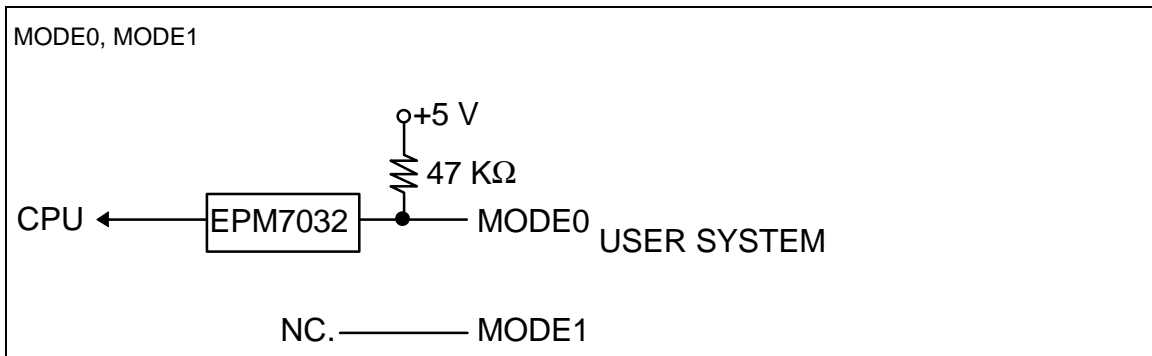 MODE0, MODE1
+5 V
47 KΩ
CPU EPM7032 MODE0
USER SYSTEM
NC. MODE1